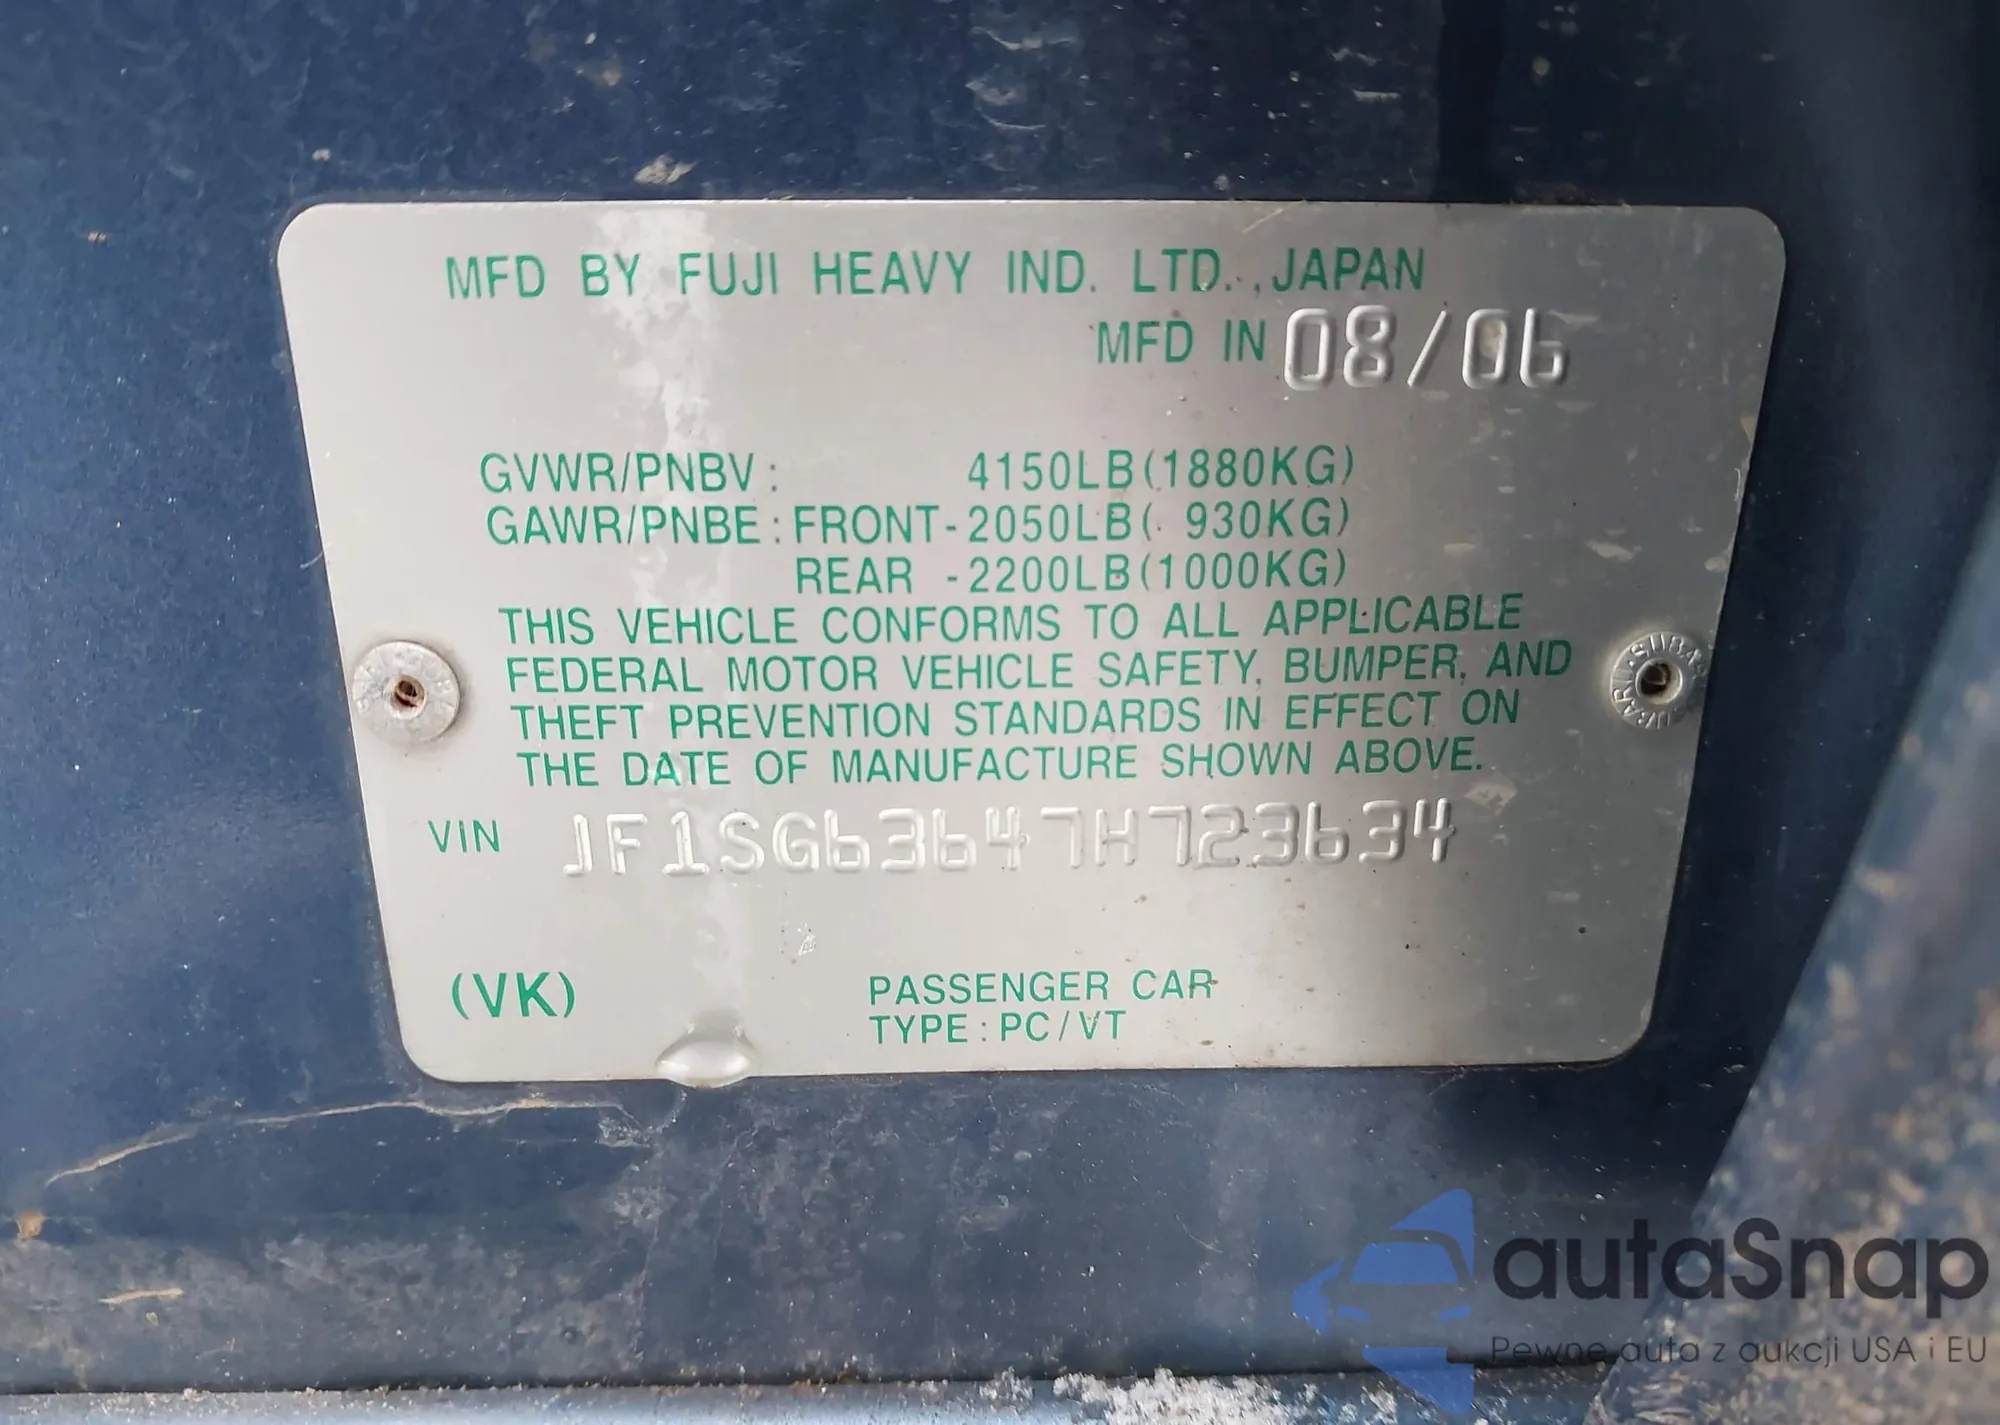 MFD BY FUJI HEAVY IND. LTD.,JAPAN
MFD IN 08/06
GVWR/PNBV: 4150LB(1880KG)
GAWR/PNBE: FRONT-2050LB( 930KG)
REAR -2200LB(1000KG)
THIS VEHICLE CONFORMS TO ALL APPLICABLE
FEDERAL MOTOR VEHICLE SAFETY, BUMPER, AND
THEFT PREVENTION STANDARDS IN EFFECT ON
THE DATE OF MANUFACTURE SHOWN ABOVE.
VIN JF1SG63647H723634
(VK)
PASSENGER CAR
TYPE: PC/VT
SUBARU SUBARU
autaSnap
Pewne auta z aukcji USA i EU